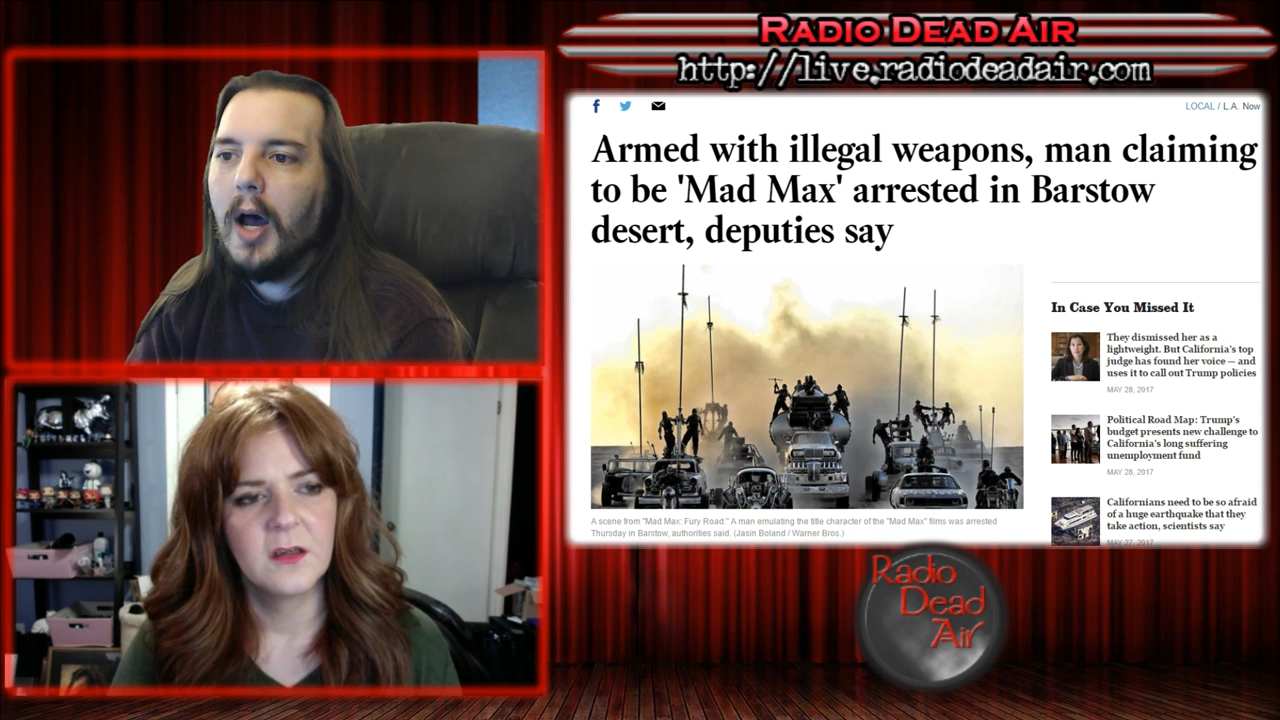 RADIO DEAD AIR
http://live.radiodeadair.com
LOCAL / L.A. Now
Armed with illegal weapons, man claiming
to be 'Mad Max' arrested in Barstow
desert, deputies say
A scene from "Mad Max: Fury Road." A man emulating the title character of the "Mad Max" films was arrested
Thursday in Barstow, authorities said. (Jasin Boland / Warner Bros.)
In Case You Missed It
They dismissed her as a
lightweight. But California's top
judge has found her voice — and
uses it to call out Trump policies
MAY 28, 2017
Political Road Map: Trump's
budget presents new challenge to
California's long suffering
unemployment fund
MAY 28, 2017
Californians need to be so afraid
of a huge earthquake that they
take action, scientists say
MAY 27, 2017
Radio
Dead
Air